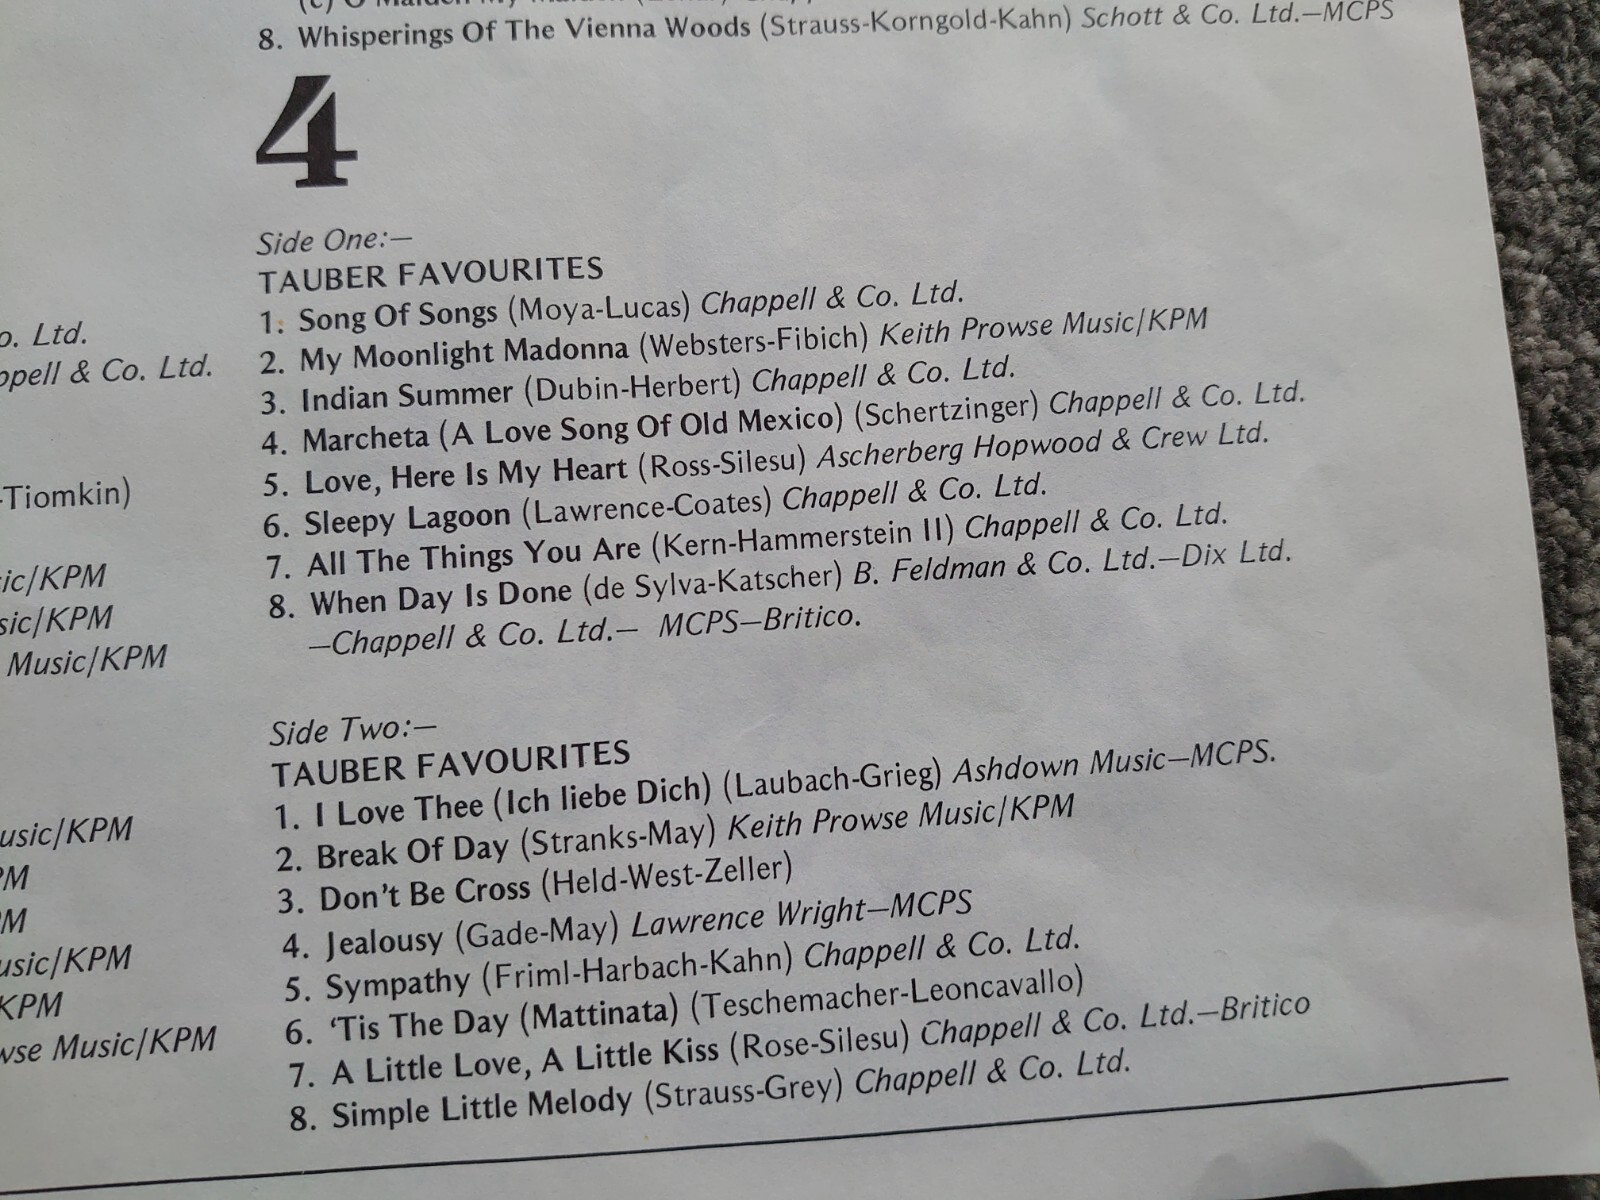 8. Whisperings Of The Vienna Woods (Strauss-Korngold-Kahn) Schott & Co. Ltd.—MCPS
4
Side One:—
TAUBER FAVOURITES
1. Song Of Songs (Moya-Lucas) Chappell & Co. Ltd.
2. My Moonlight Madonna (Websters-Fibich) Keith Prowse Music/KPM
3. Indian Summer (Dubin-Herbert) Chappell & Co. Ltd.
4. Marcheta (A Love Song Of Old Mexico) (Schertzinger) Chappell & Co. Ltd.
5. Love, Here Is My Heart (Ross-Silesu) Ascherberg Hopwood & Crew Ltd.
6. Sleepy Lagoon (Lawrence-Coates) Chappell & Co. Ltd.
7. All The Things You Are (Kern-Hammerstein II) Chappell & Co. Ltd.
8. When Day Is Done (de Sylva-Katscher) B. Feldman & Co. Ltd.—Dix Ltd.
—Chappell & Co. Ltd.— MCPS—Britico.
Side Two:—
TAUBER FAVOURITES
1. I Love Thee (Ich liebe Dich) (Laubach-Grieg) Ashdown Music—MCPS.
2. Break Of Day (Stranks-May) Keith Prowse Music/KPM
3. Don't Be Cross (Held-West-Zeller)
4. Jealousy (Gade-May) Lawrence Wright—MCPS
5. Sympathy (Friml-Harbach-Kahn) Chappell & Co. Ltd.
6. 'Tis The Day (Mattinata) (Teschemacher-Leoncavallo)
7. A Little Love, A Little Kiss (Rose-Silesu) Chappell & Co. Ltd.—Britico
8. Simple Little Melody (Strauss-Grey) Chappell & Co. Ltd.
o. Ltd.
ppell & Co. Ltd.
-Tiomkin)
ic/KPM
sic/KPM
Music/KPM
usic/KPM
PM
M
usic/KPM
KPM
wse Music/KPM